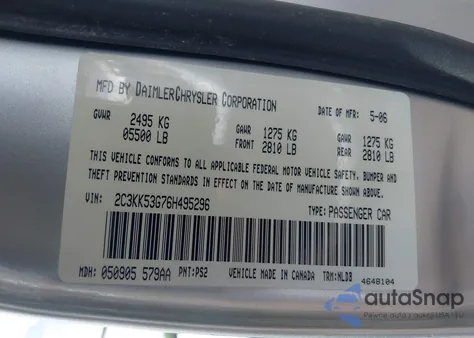 MFD BY DAIMLERCHRYSLER CORPORATION
DATE OF MFR: 5-06
GVWR 2495 KG 05500 LB
GAWR FRONT 1275 KG 2810 LB
GAWR REAR 1275 KG 2810 LB
THIS VEHICLE CONFORMS TO ALL APPLICABLE FEDERAL MOTOR VEHICLE SAFETY, BUMPER AND
THEFT PREVENTION STANDARDS IN EFFECT ON THE DATE OF MANUFACTURE SHOWN ABOVE.
VIN: 2C3KK53G76H495296
TYPE: PASSENGER CAR
MDH: 050905 579AA PNT: PS2 VEHICLE MADE IN CANADA TRM: NLDB
4648104
autoSnap